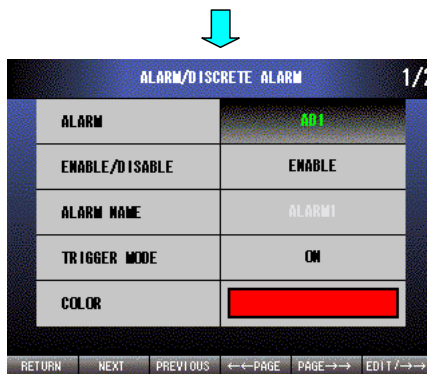 ALARM/DISCRETE ALARM 1/2
ALARM AD1
ENABLE/DISABLE ENABLE
ALARM NAME ALARM1
TRIGGER MODE ON
COLOR
RETURN NEXT PREVIOUS ←←PAGE PAGE→→ EDIT/→→